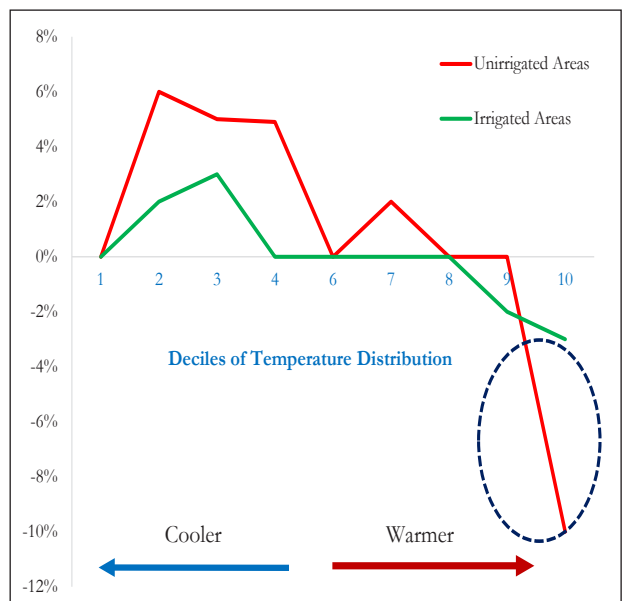 8%
6%
4%
2%
0%
-2%
-4%
-6%
-8%
-10%
-12%
Unirrigated Areas
Irrigated Areas
1 2 3 4 6 7 8 9 10
Deciles of Temperature Distribution
Cooler Warmer